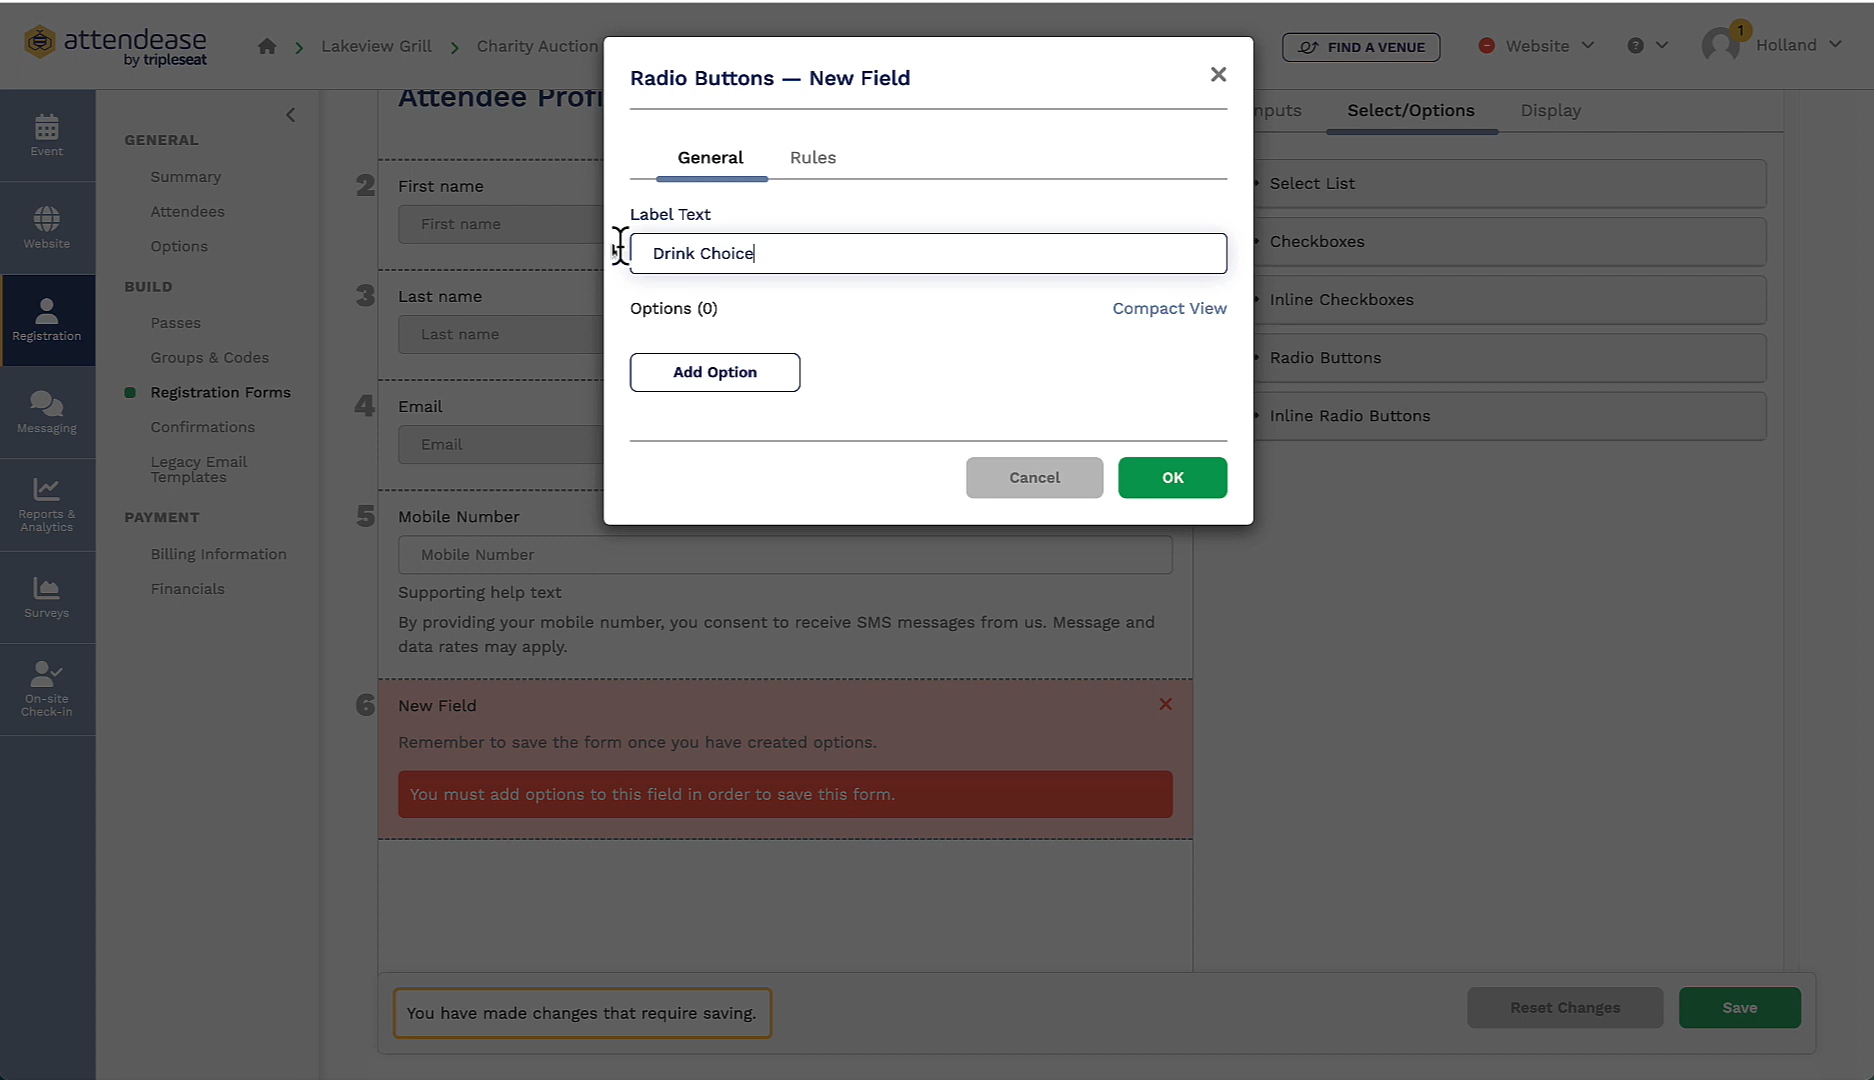 attendease
by tripleseat
Lakeview Grill
Charity Auction
FIND A VENUE
Website
?
1
Holland
Event
Website
Registration
Messaging
Reports &
Analytics
Surveys
On-site
Check-in
GENERAL
Summary
Attendees
Options
BUILD
Passes
Groups & Codes
Registration Forms
Confirmations
Legacy Email
Templates
PAYMENT
Billing Information
Financials
Attendee Profi
2
First name
First name
3
Last name
Last name
4
Email
Email
5
Mobile Number
Mobile Number
Supporting help text
By providing your mobile number, you consent to receive SMS messages from us. Message and
data rates may apply.
6
New Field
Remember to save the form once you have created options.
You must add options to this field in order to save this form.
You have made changes that require saving.
Reset Changes
Save
Radio Buttons — New Field
General
Rules
Label Text
Drink Choice
Options (0)
Compact View
Add Option
Cancel
OK
nputs
Select/Options
Display
Select List
Checkboxes
Inline Checkboxes
Radio Buttons
Inline Radio Buttons